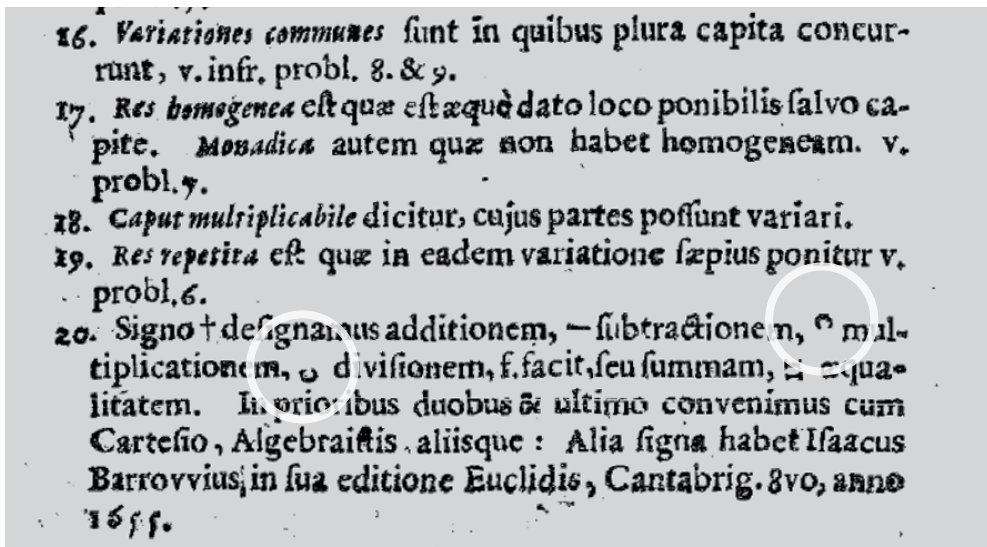 16. Variationes communes ſunt in quibus plura capita concur-
runt, v. infr. probl. 8. & 9.
17. Res homogenea eſt quæ eſt æquè dato loco ponibilis ſalvo ca-
pite. Monadica autem quæ non habet homogeneam. v.
probl. 7.
18. Caput multiplicabile dicitur, cujus partes poſſunt variari.
19. Res repetita eſt quæ in eadem variatione ſæpius ponitur v.
probl. 6.
20. Signo † deſignamus additionem, — ſubtractionem, ⌒ mul-
tiplicationem, ◡ diviſionem, f. facit, ſeu ſummam, = æqua-
litatem. In prioribus duobus & ultimo convenimus cum
Carteſio, Algebraiſtis aliisque : Alia ſigna habet Iſaacus
Barrovvius, in ſua editione Euclidis, Cantabrig. 8vo, anno
1655.